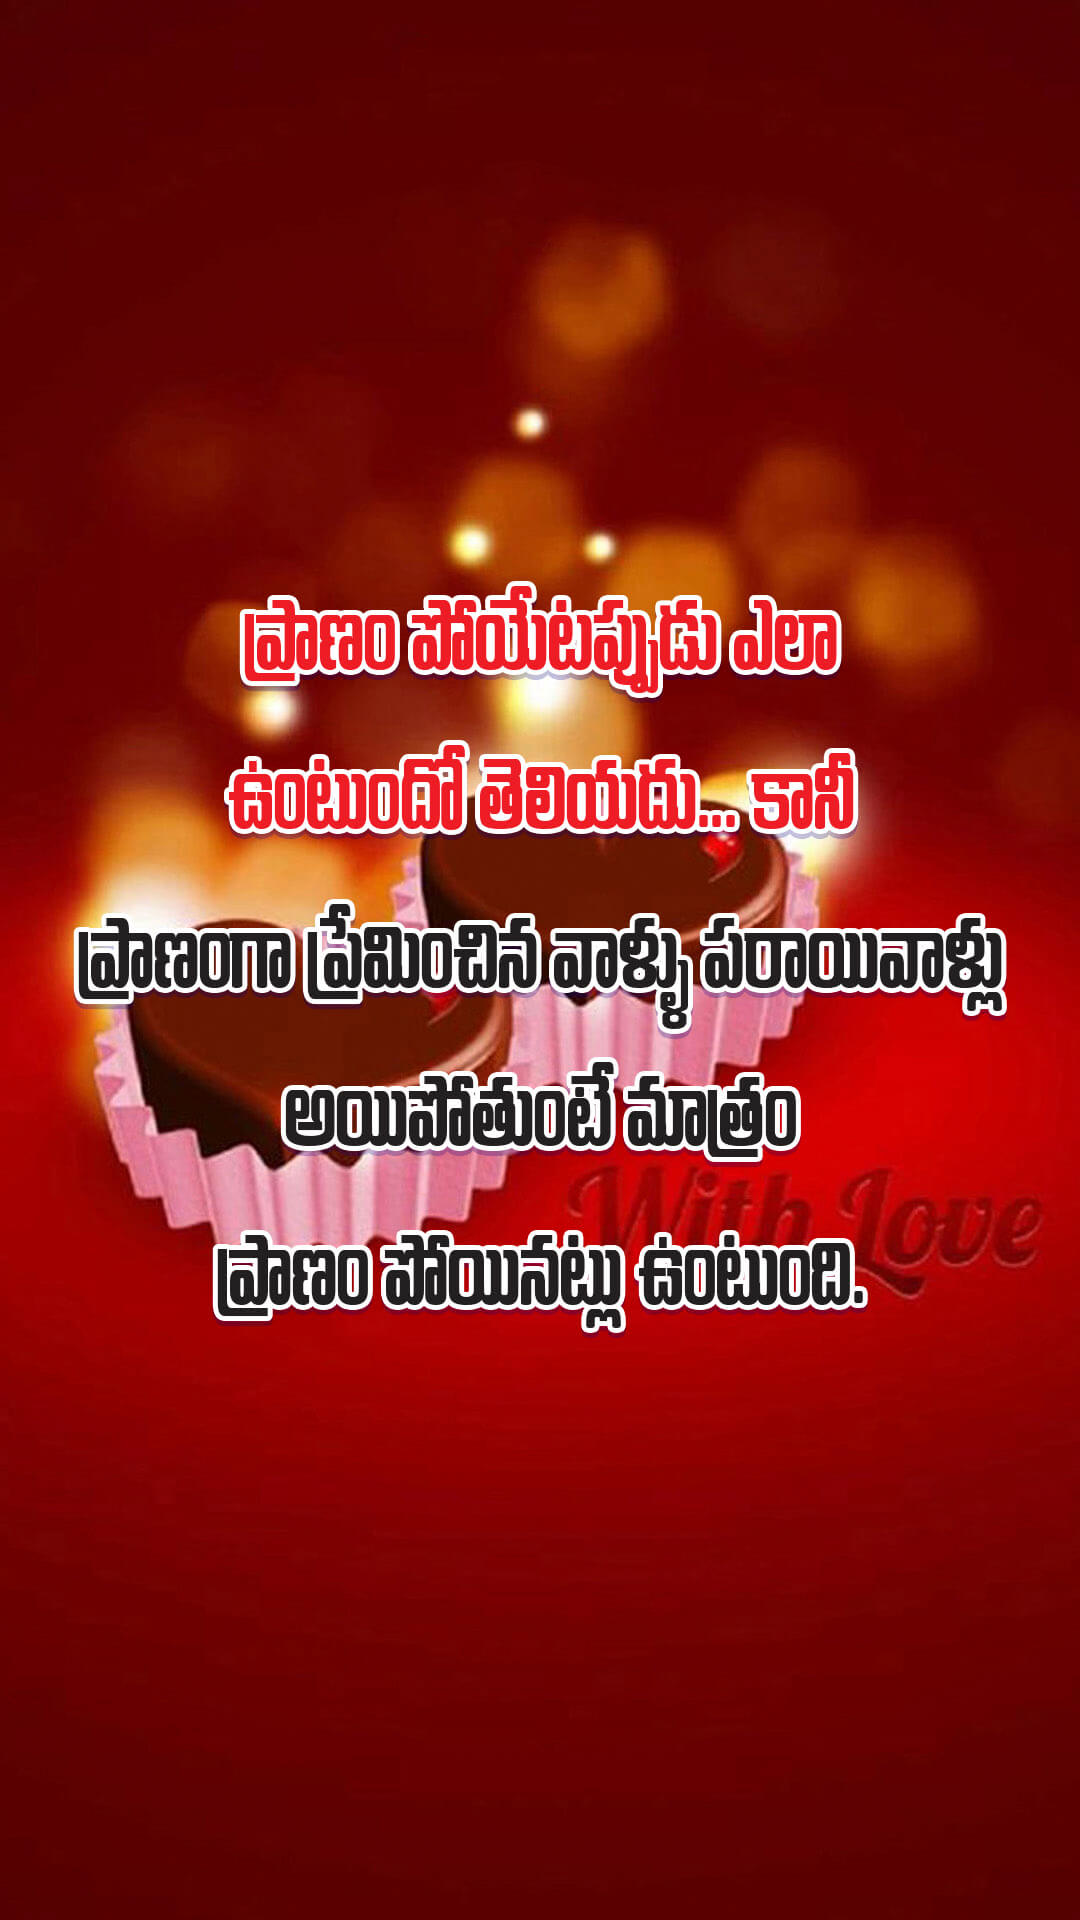 ప్రాణం పోయేటప్పుడు ఎలా
ఉంటుందో తెలియదు... కానీ
ప్రాణంగా ప్రేమించిన వాళ్ళు పరాయివాళ్లు
అయిపోతుంటే మాత్రం
With Love
ప్రాణం పోయినట్లు ఉంటుంది.